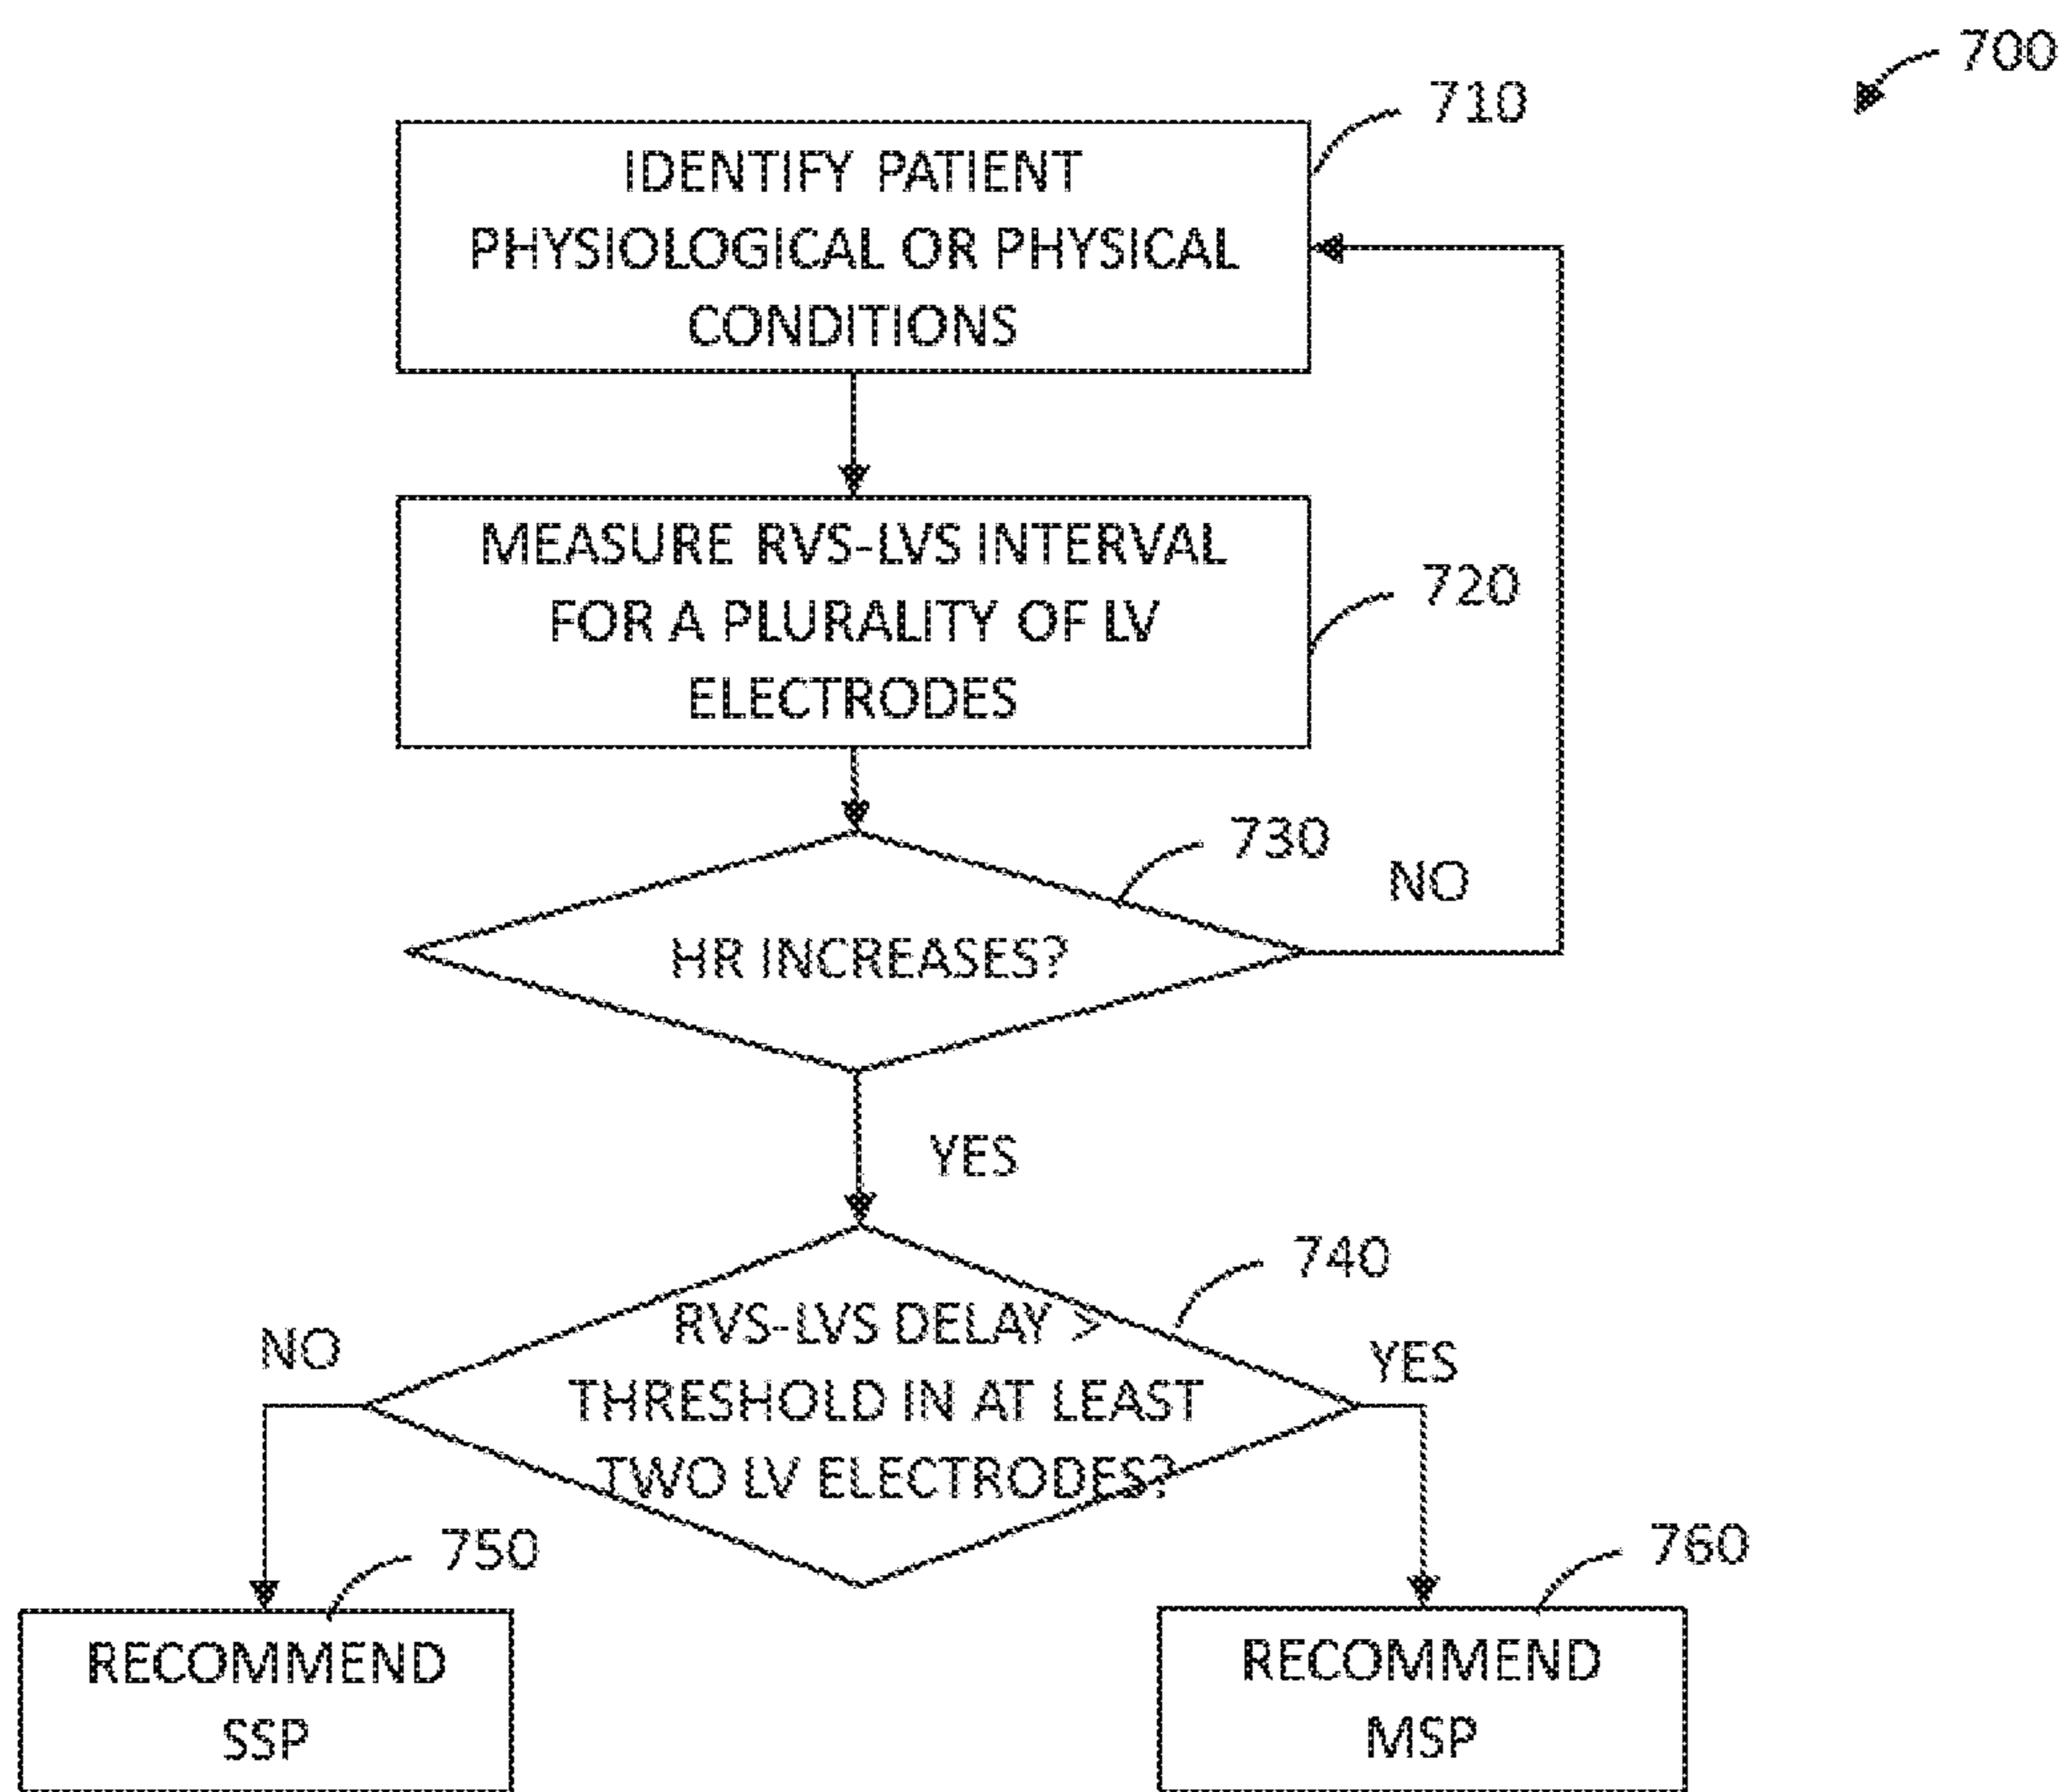 700
710
IDENTIFY PATIENT
PHYSIOLOGICAL OR PHYSICAL
CONDITIONS
MEASURE RVS-LVS INTERVAL
FOR A PLURALITY OF LV
ELECTRODES
720
730
NO
HR INCREASES?
YES
740
RVS-LVS DELAY >
THRESHOLD IN AT LEAST
TWO LV ELECTRODES?
NO
YES
750
760
RECOMMEND
SSP
RECOMMEND
MSP